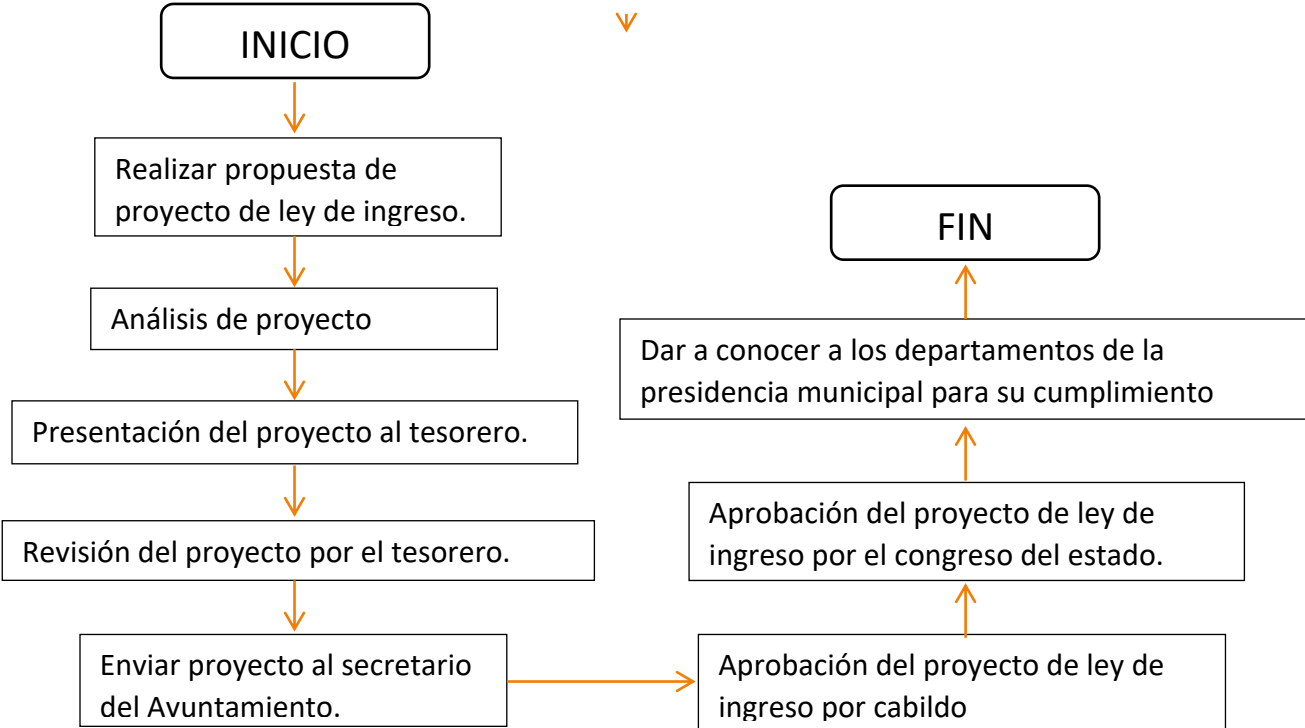 INICIO
Realizar propuesta de
proyecto de ley de ingreso.
Análisis de proyecto
Presentación del proyecto al tesorero.
Revisión del proyecto por el tesorero.
Enviar proyecto al secretario
del Ayuntamiento.
Aprobación del proyecto de ley de
ingreso por cabildo
Aprobación del proyecto de ley de
ingreso por el congreso del estado.
Dar a conocer a los departamentos de la
presidencia municipal para su cumplimiento
FIN